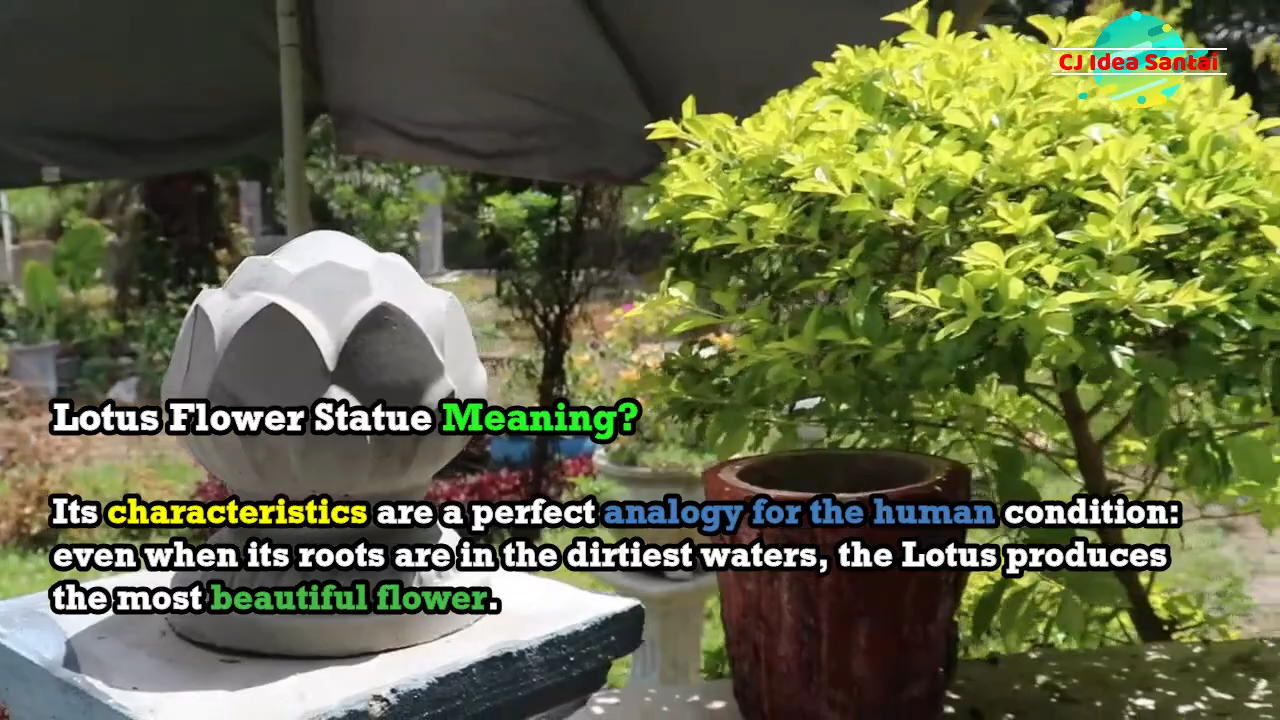 CJ Idea Santai
Lotus Flower Statue Meaning?
Its characteristics are a perfect analogy for the human condition:
even when its roots are in the dirtiest waters, the Lotus produces
the most beautiful flower.